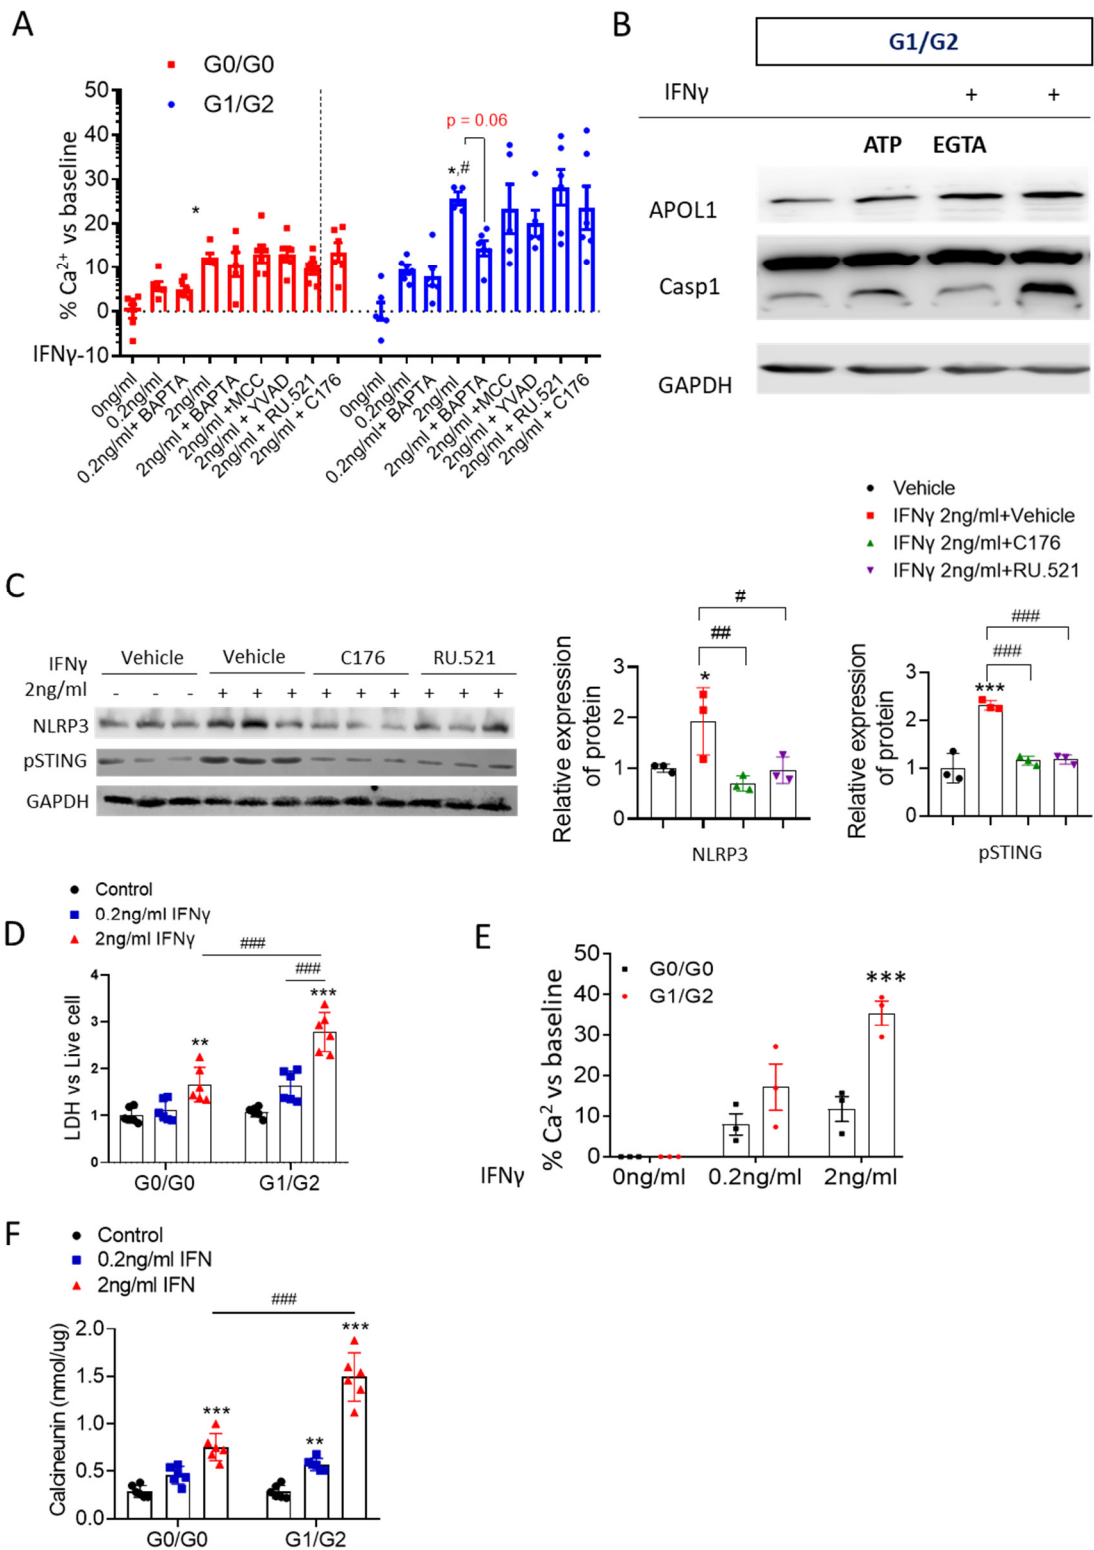 A
G0/G0
G1/G2
p = 0.06
*,#
*
50
40
30
20
10
0
-10
% Ca²⁺ vs baseline
IFNγ
0ng/ml
0.2ng/ml
0.2ng/ml+ BAPTA
2ng/ml
2ng/ml + BAPTA
2ng/ml +MCC
2ng/ml + YVAD
2ng/ml + RU.521
2ng/ml + C176
0ng/ml
0.2ng/ml
0.2ng/ml+ BAPTA
2ng/ml
2ng/ml + BAPTA
2ng/ml +MCC
2ng/ml + YVAD
2ng/ml + RU.521
2ng/ml + C176
B
G1/G2
IFNγ + +
ATP EGTA
APOL1
Casp1
GAPDH
Vehicle
IFNγ 2ng/ml+Vehicle
IFNγ 2ng/ml+C176
IFNγ 2ng/ml+RU.521
C
IFNγ Vehicle Vehicle C176 RU.521
2ng/ml - - - + + + + + + + + +
NLRP3
pSTING
GAPDH
#
##
*
3
2
1
0
Relative expression
of protein
NLRP3
###
###
***
3
2
1
0
Relative expression
of protein
pSTING
D
Control
0.2ng/ml IFNγ
2ng/ml IFNγ
###
###
***
**
4
3
2
1
0
LDH vs Live cell
G0/G0 G1/G2
E
G0/G0
G1/G2
***
50
40
30
20
10
0
% Ca² vs baseline
IFNγ 0ng/ml 0.2ng/ml 2ng/ml
F
Control
0.2ng/ml IFN
2ng/ml IFN
###
***
***
**
2.0
1.5
1.0
0.5
0.0
Calcineunin (nmol/ug)
G0/G0 G1/G2